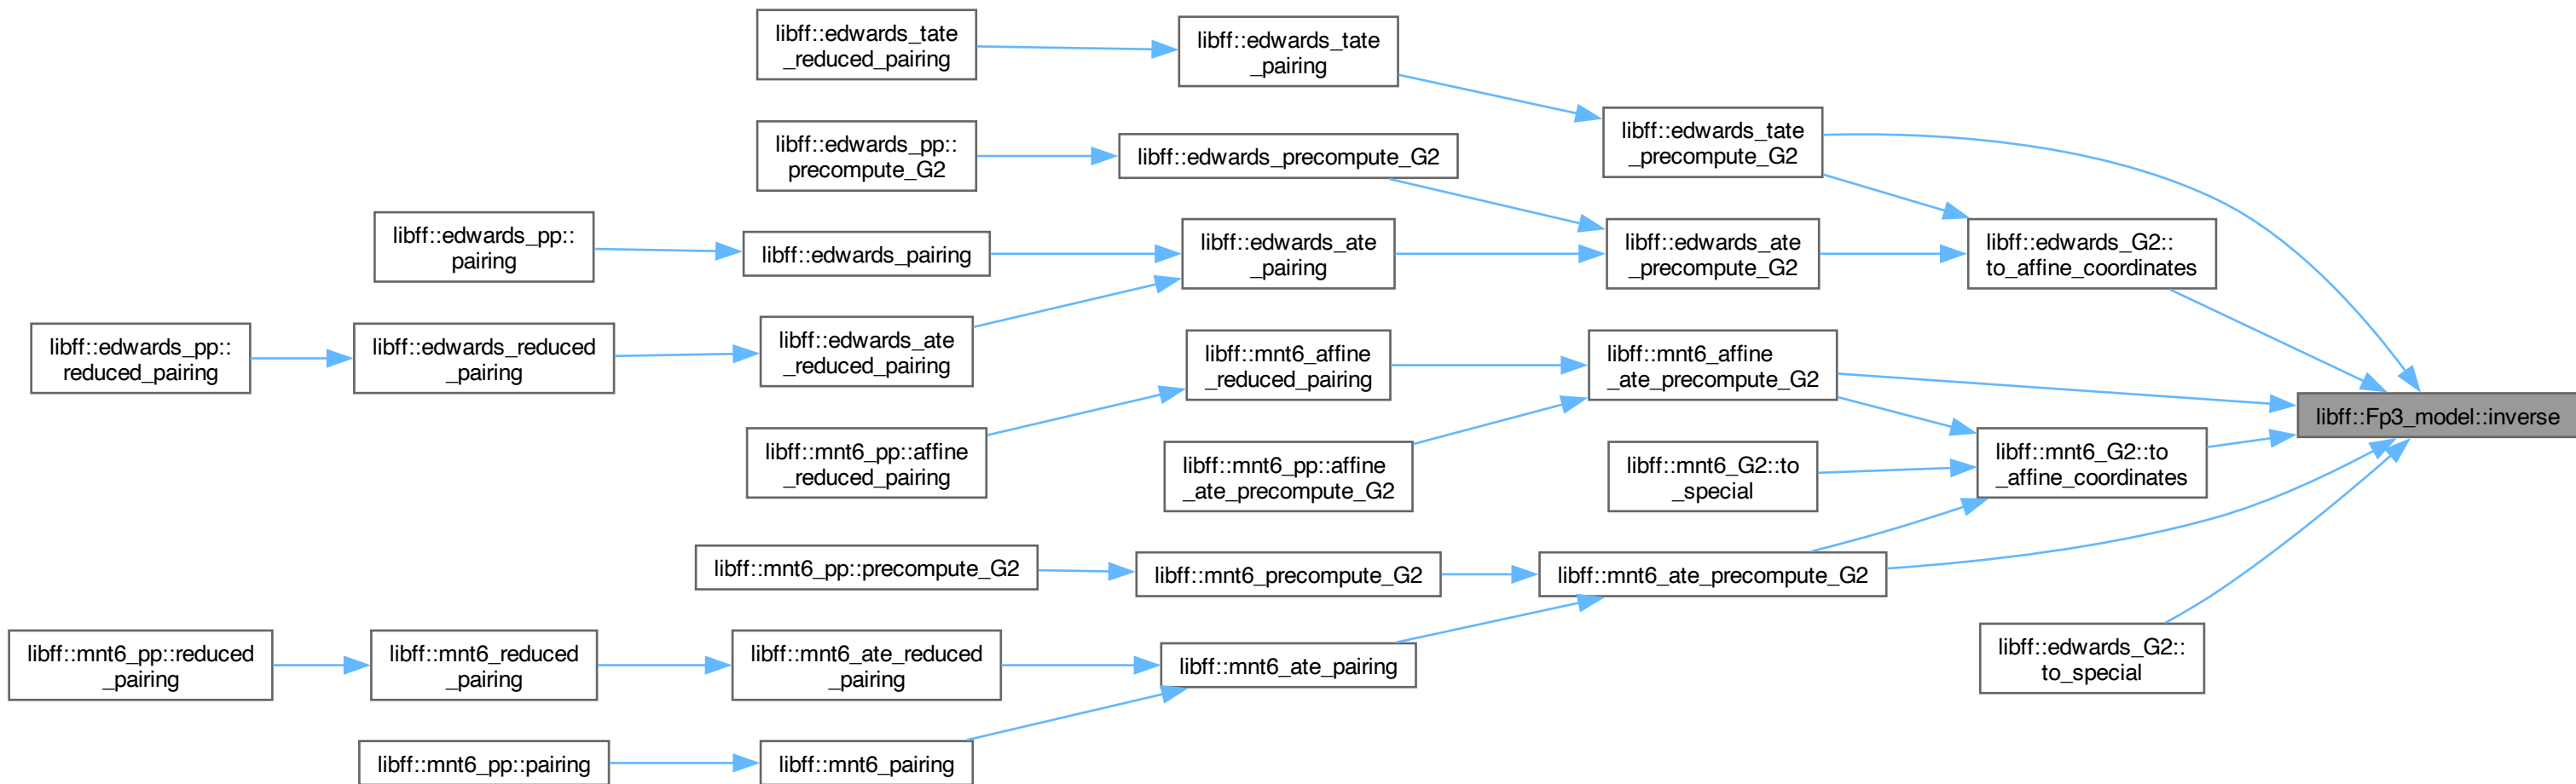 libff::edwards_tate
_reduced_pairing
libff::edwards_tate
_pairing
libff::edwards_tate
_precompute_G2
libff::edwards_pp::
precompute_G2
libff::edwards_precompute_G2
libff::edwards_pp::
pairing
libff::edwards_pairing
libff::edwards_ate
_pairing
libff::edwards_ate
_precompute_G2
libff::edwards_G2::
to_affine_coordinates
libff::edwards_pp::
reduced_pairing
libff::edwards_reduced
_pairing
libff::edwards_ate
_reduced_pairing
libff::mnt6_affine
_reduced_pairing
libff::mnt6_affine
_ate_precompute_G2
libff::Fp3_model::inverse
libff::mnt6_pp::affine
_reduced_pairing
libff::mnt6_pp::affine
_ate_precompute_G2
libff::mnt6_G2::to
_special
libff::mnt6_G2::to
_affine_coordinates
libff::mnt6_pp::precompute_G2
libff::mnt6_precompute_G2
libff::mnt6_ate_precompute_G2
libff::mnt6_pp::reduced
_pairing
libff::mnt6_reduced
_pairing
libff::mnt6_ate_reduced
_pairing
libff::mnt6_ate_pairing
libff::edwards_G2::
to_special
libff::mnt6_pp::pairing
libff::mnt6_pairing